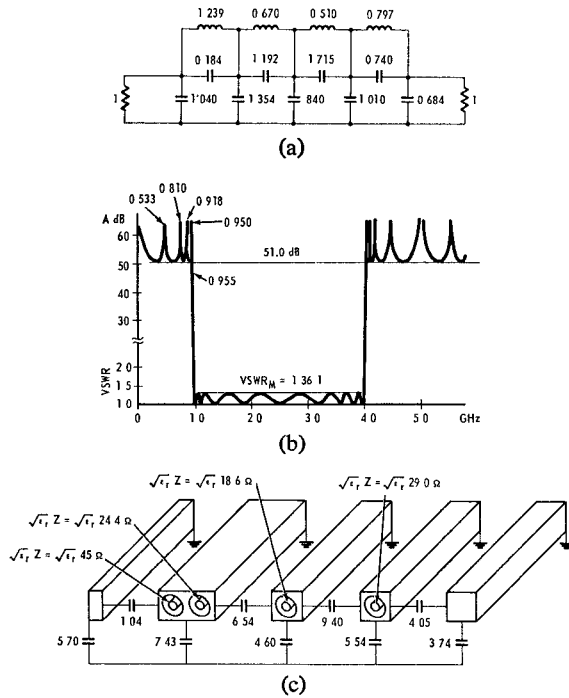 1 239 0 670 0 510 0 797
0 184 1 192 1 715 0 740
1 1 040 1 354 840 1 010 0 684 1
(a)
0 810 0 918
0 533 0 950
A dB
60
51.0 dB
50
0 955
40
30
VSWR
2 0
1 5
1 0
VSWR_M = 1 36 1
0 1 0 2 0 3 0 4 0 5 0 GHz
(b)
√ε_r Z = √ε_r 18 6 Ω √ε_r Z = √ε_r 29 0 Ω
√ε_r Z = √ε_r 24 4 Ω
√ε_r Z = √ε_r 45 Ω
1 04 6 54 9 40 4 05
5 70 7 43 4 60 5 54 3 74
(c)